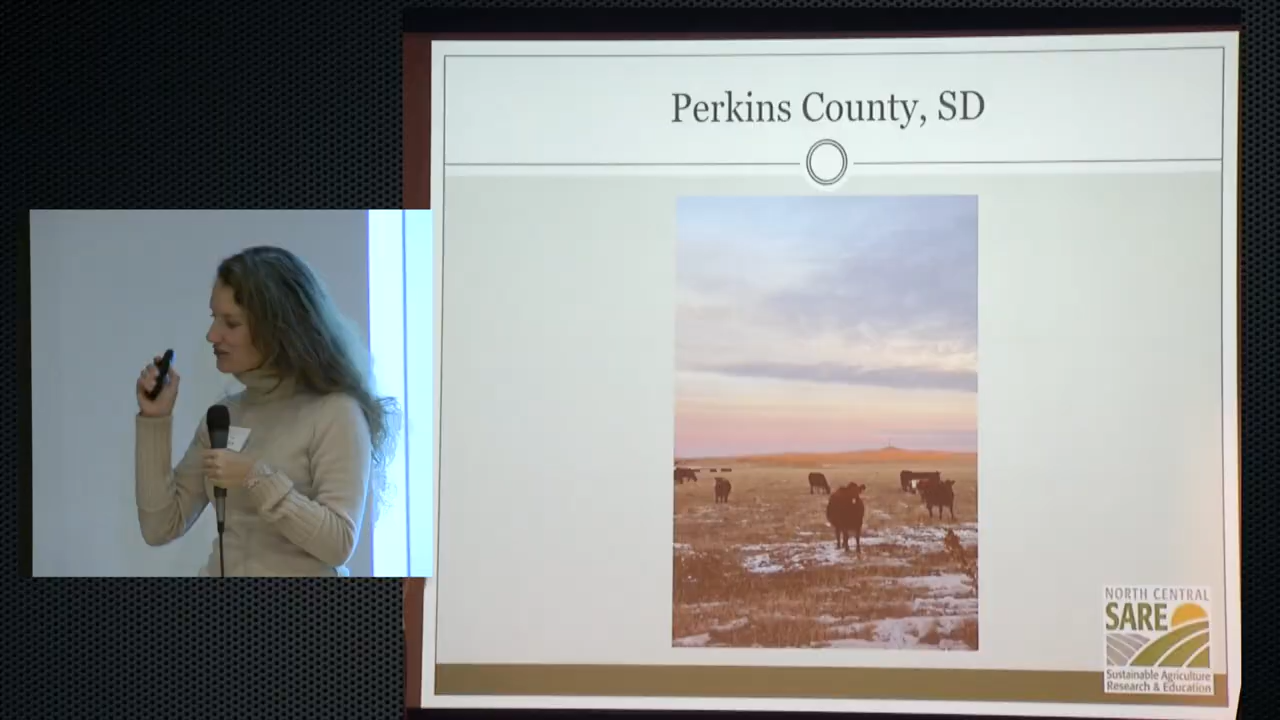 Perkins County, SD
NORTH CENTRAL
SARE
Sustainable Agriculture
Research & Education